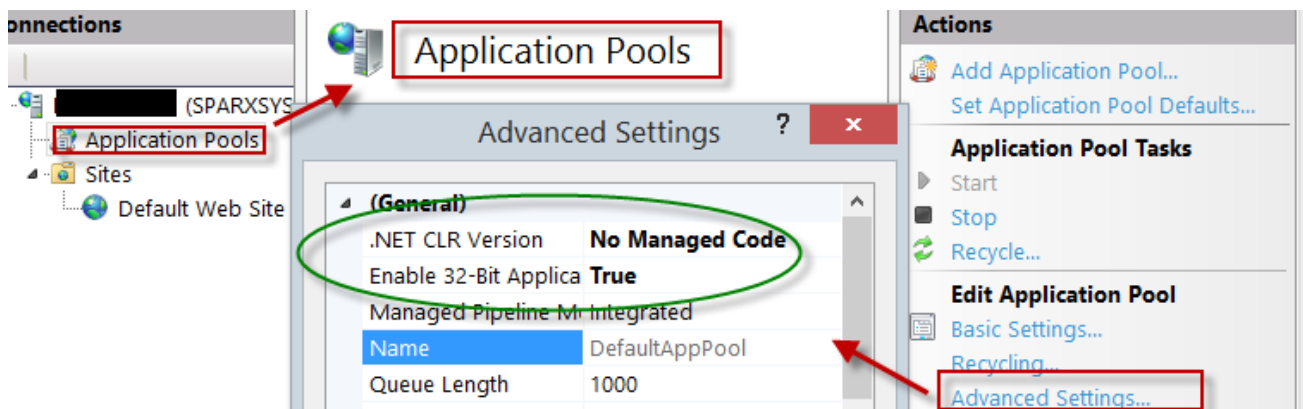 onnections
(SPARXSYS
Application Pools
Sites
Default Web Site
Application Pools
Advanced Settings ? x
(General)
.NET CLR Version No Managed Code
Enable 32-Bit Applica True
Managed Pipeline M Integrated
Name DefaultAppPool
Queue Length 1000
Actions
Add Application Pool...
Set Application Pool Defaults...
Application Pool Tasks
Start
Stop
Recycle...
Edit Application Pool
Basic Settings...
Recycling...
Advanced Settings...